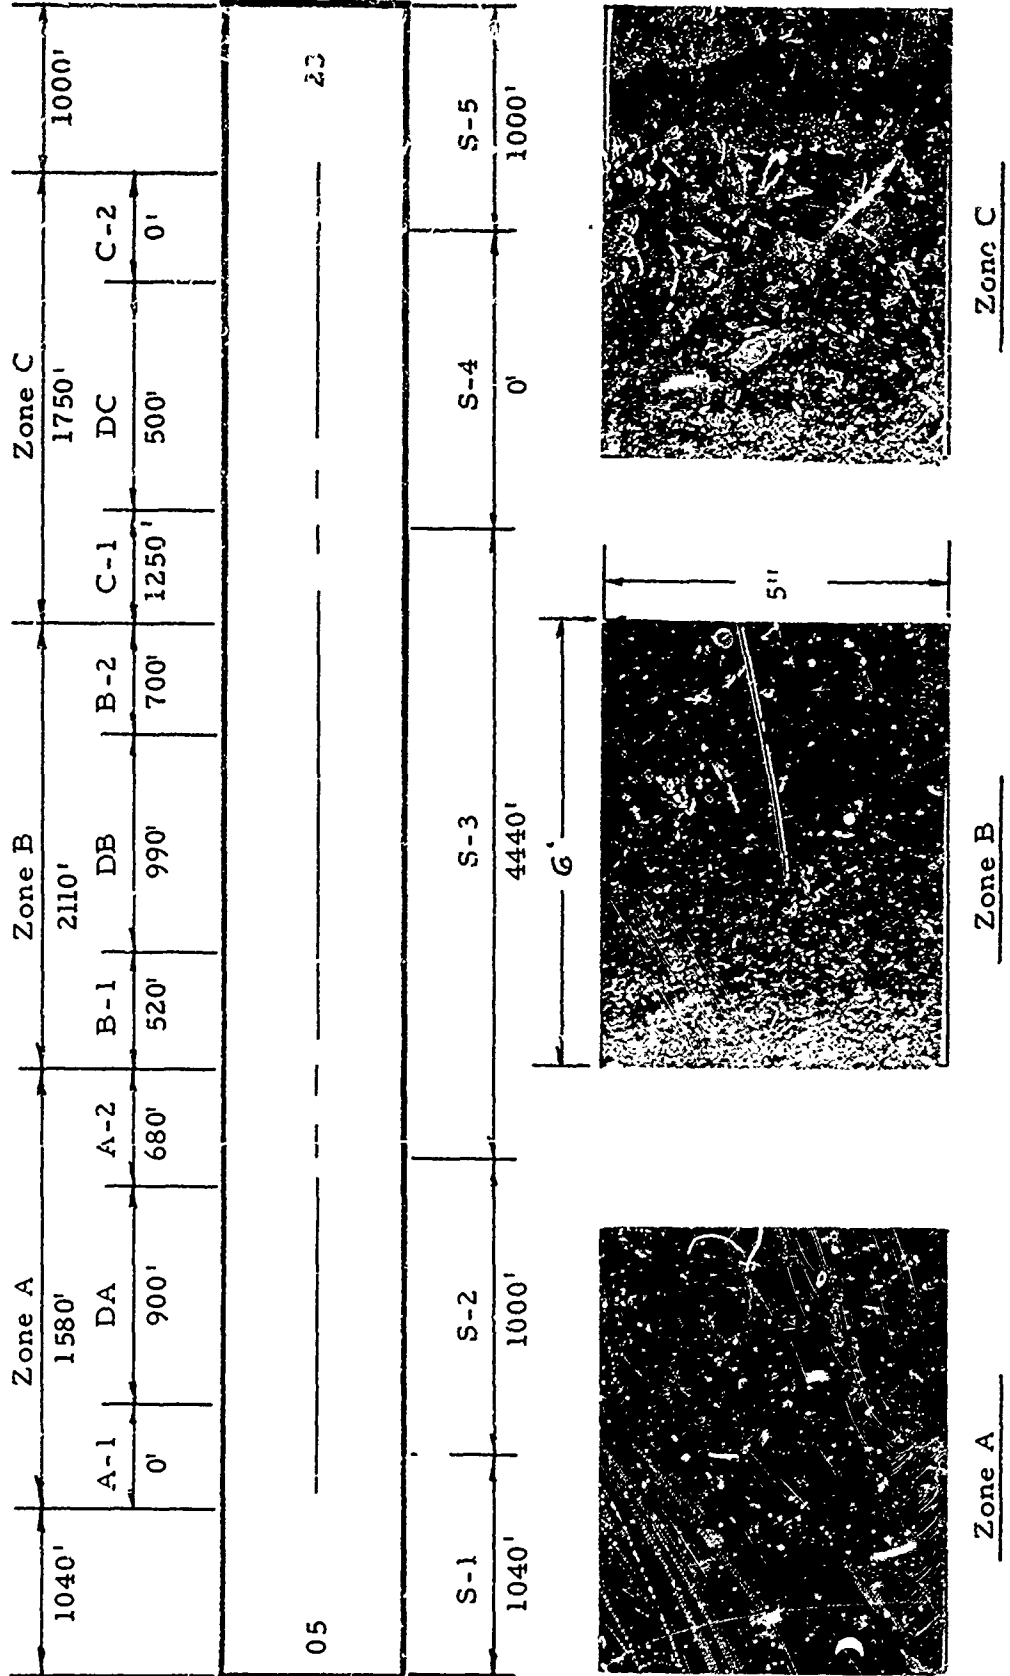 Zone A Zone B Zone C
1040' 1580' 2110' 1750' 1000'
A-1 DA A-2 B-1 DB B-2 C-1 DC C-2
0' 900' 680' 520' 990' 700' 1250' 500' 0'
05 23
S-1 S-2 S-3 S-4 S-5
1040' 1000' 4440' 0' 1000'
6"
5"
Zone A Zone B Zone C